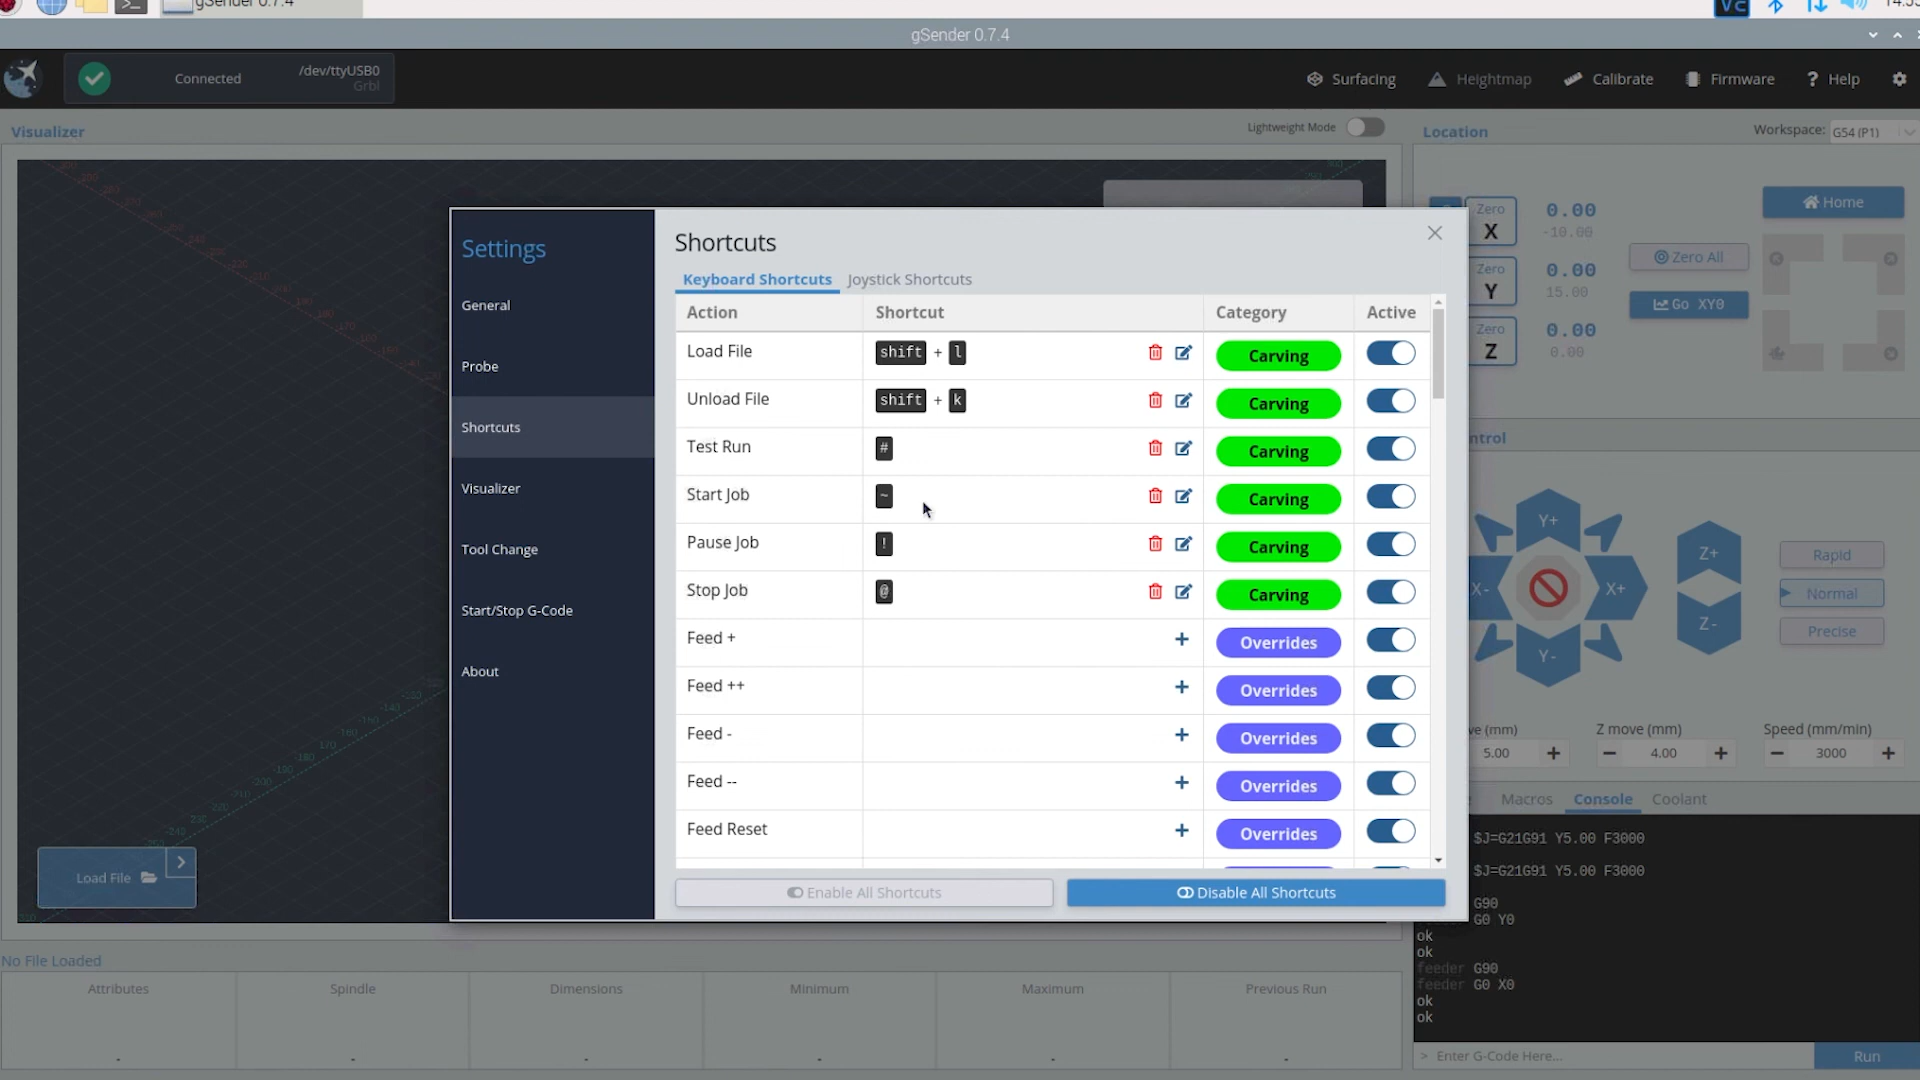 gSender 0.7.4
gSender 0.7.4
Connected
/dev/ttyUSB0
Grbl
Surfacing
Heightmap
Calibrate
Firmware
? Help
Visualizer
Lightweight Mode
Location
Workspace: G54 (P1)
Settings
General
Probe
Shortcuts
Visualizer
Tool Change
Start/Stop G-Code
About
Shortcuts
Keyboard Shortcuts
Joystick Shortcuts
Action Shortcut Category Active
Load File shift + l Carving
Unload File shift + k Carving
Test Run # Carving
Start Job ~ Carving
Pause Job ! Carving
Stop Job @ Carving
Feed + + Overrides
Feed ++ + Overrides
Feed - + Overrides
Feed -- + Overrides
Feed Reset + Overrides
Enable All Shortcuts
Disable All Shortcuts
Zero X 0.00 -10.00
Zero Y 0.00 15.00
Zero Z 0.00 0.00
Zero All
Go XY0
Home
ntrol
Y+
X-
X+
Y-
Z+
Z-
Rapid
Normal
Precise
ve (mm) Z move (mm) Speed (mm/min)
5.00 + - 4.00 + - 3000 +
Macros Console Coolant
$J=G21G91 Y5.00 F3000
$J=G21G91 Y5.00 F3000
G90
G0 Y0
ok
ok
feeder G90
feeder G0 X0
ok
ok
> Enter G-Code Here...
Run
Load File
No File Loaded
Attributes Spindle Dimensions Minimum Maximum Previous Run
- - - - - -